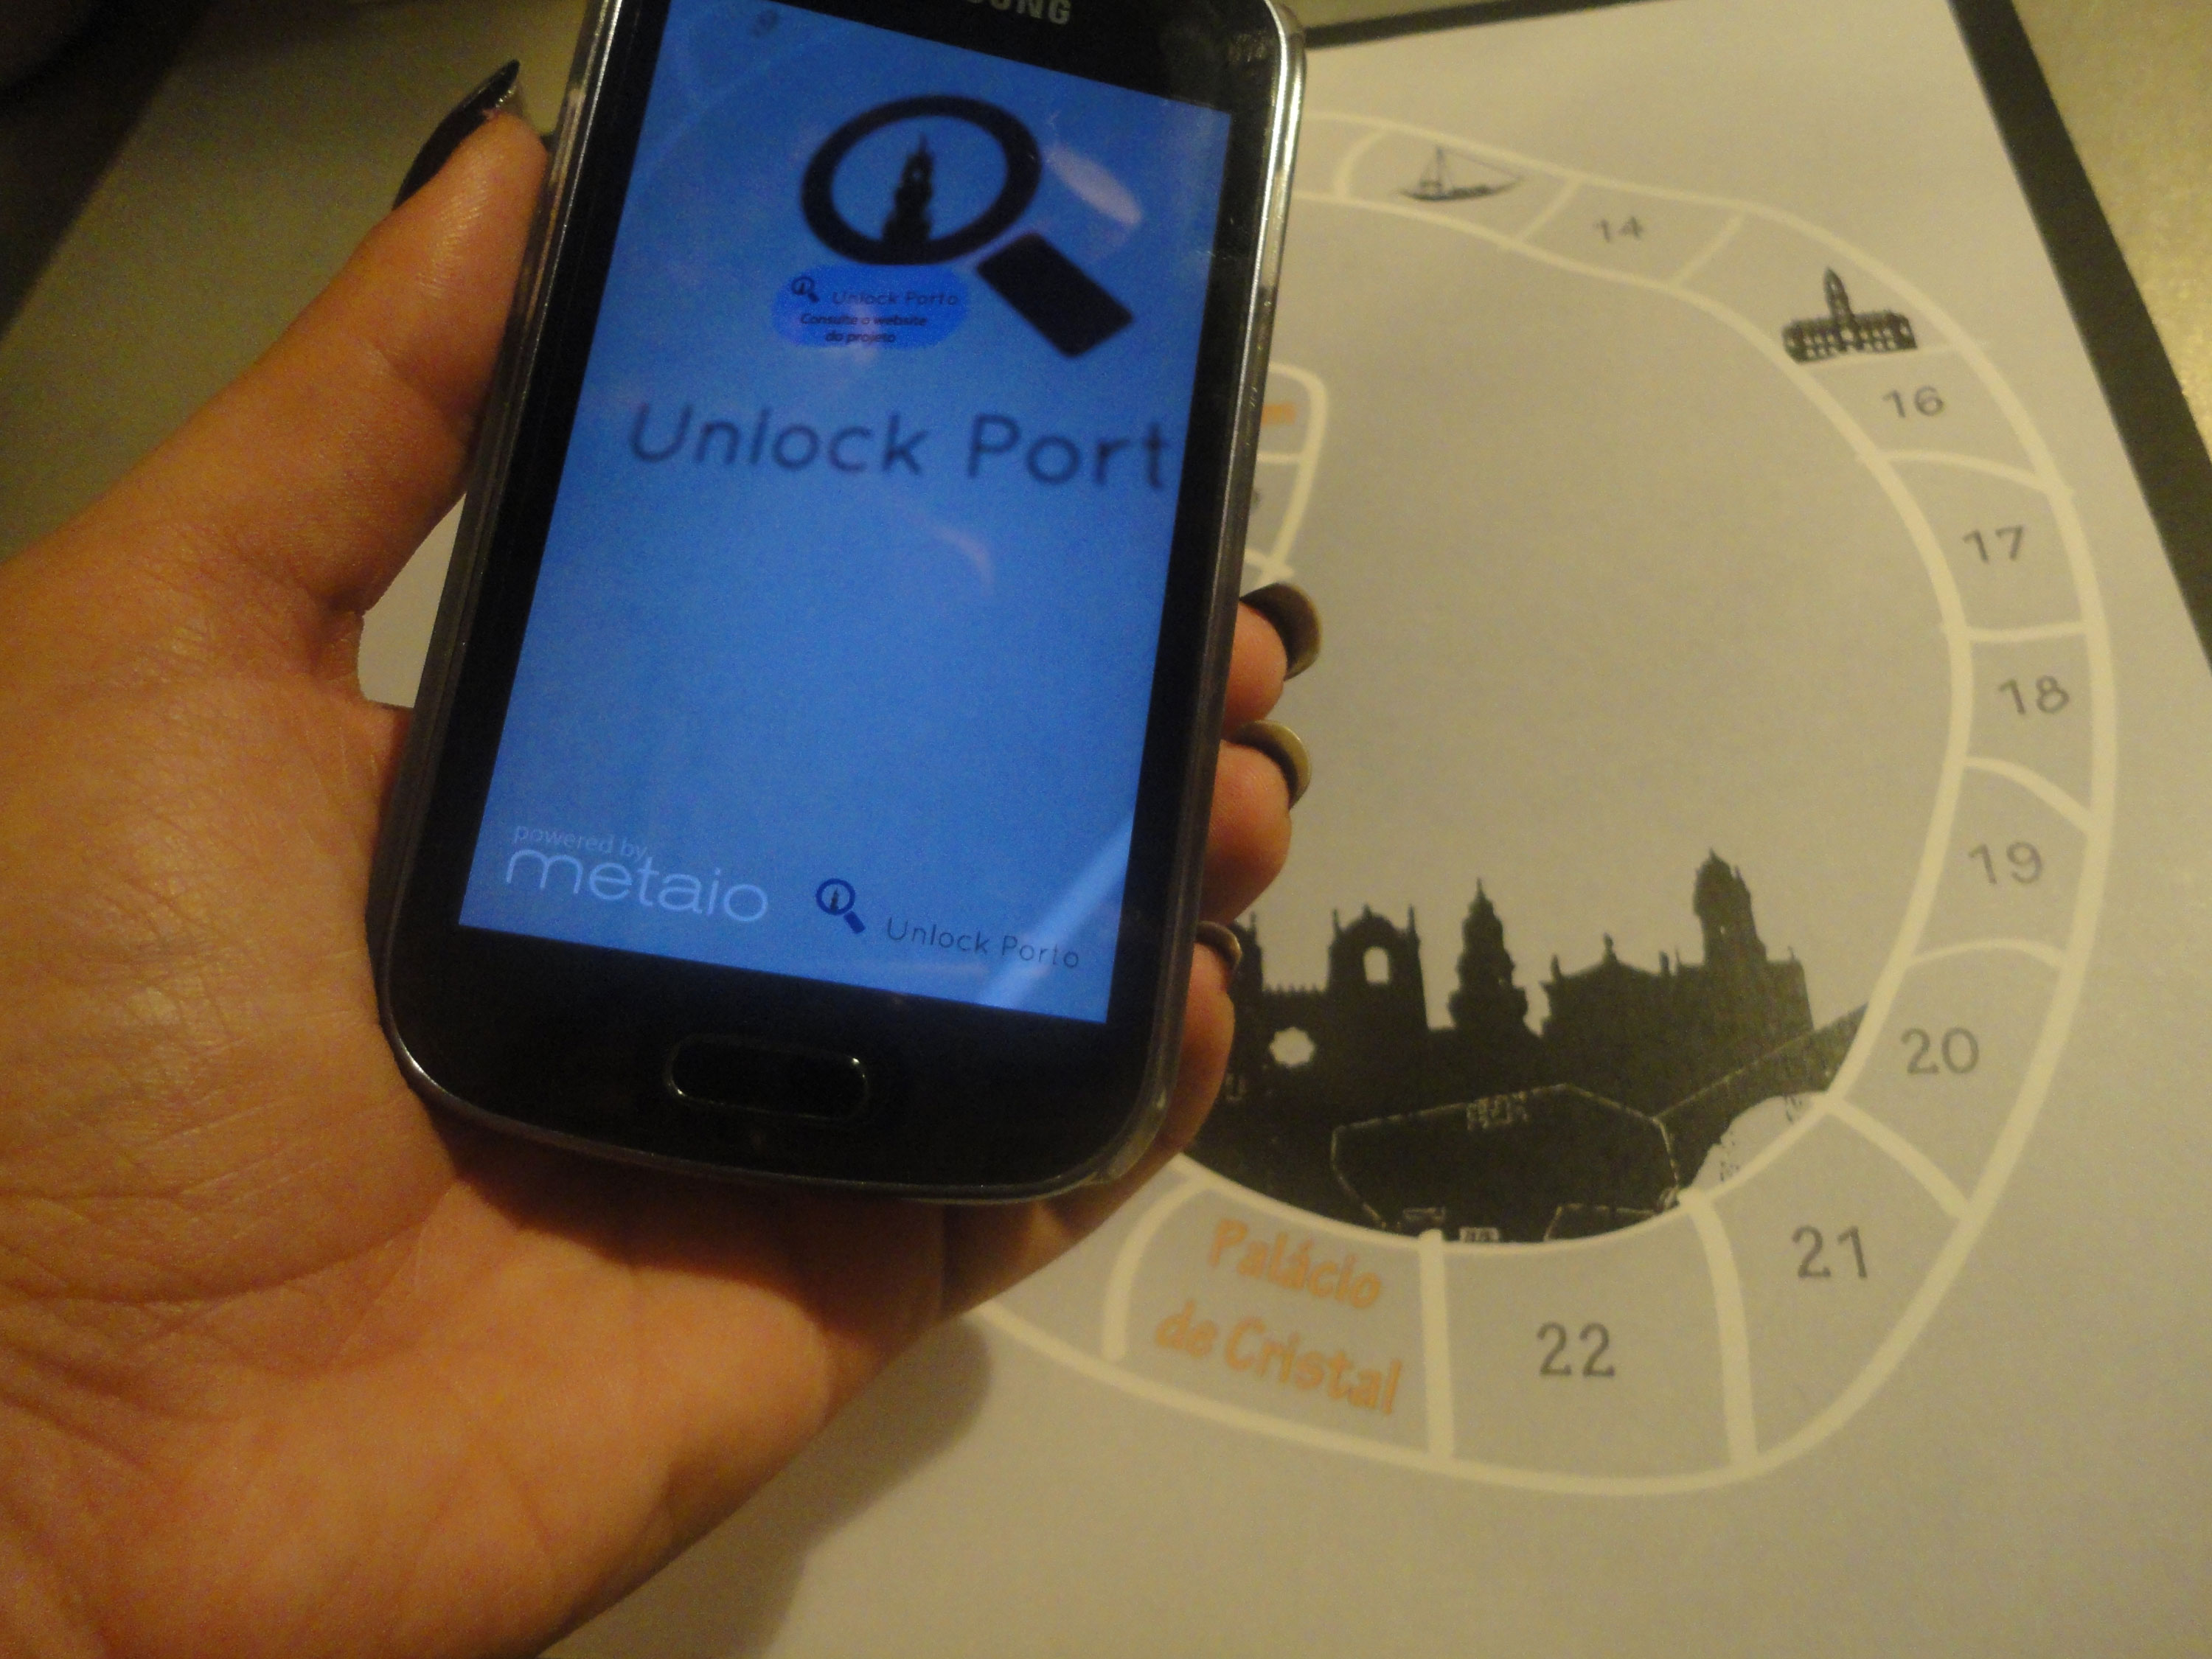 Unlock Porto
Consulte o website
do projeto
Unlock Port
powered by
metaio
Unlock Porto
14
16
17
18
19
20
21
22
Palácio
de Cristal